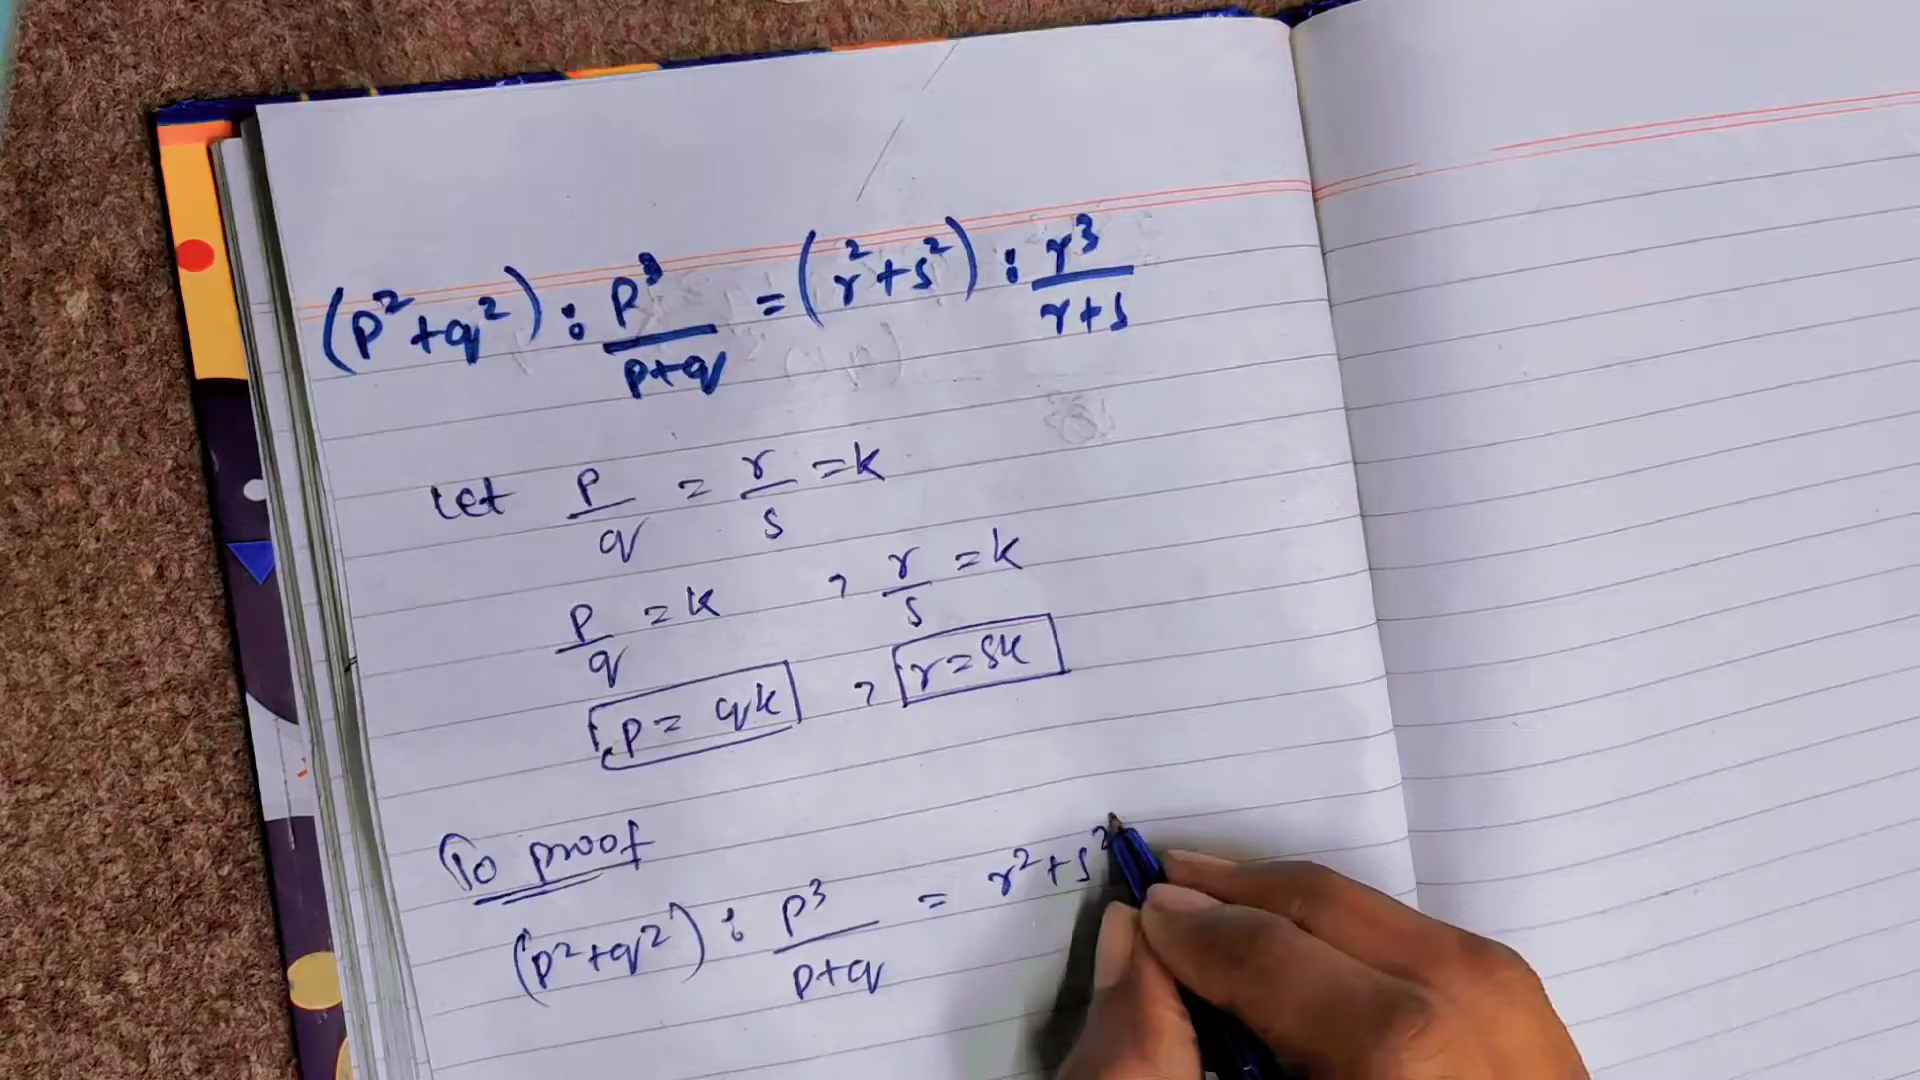 (p²+q²) : p³/p+q = (r²+s²) : r³/r+s
Let p/q = r/s = k
p/q = k , r/s = k
p = qk , r = sk
To proof
(p²+q²) : p³/p+q = r²+s²